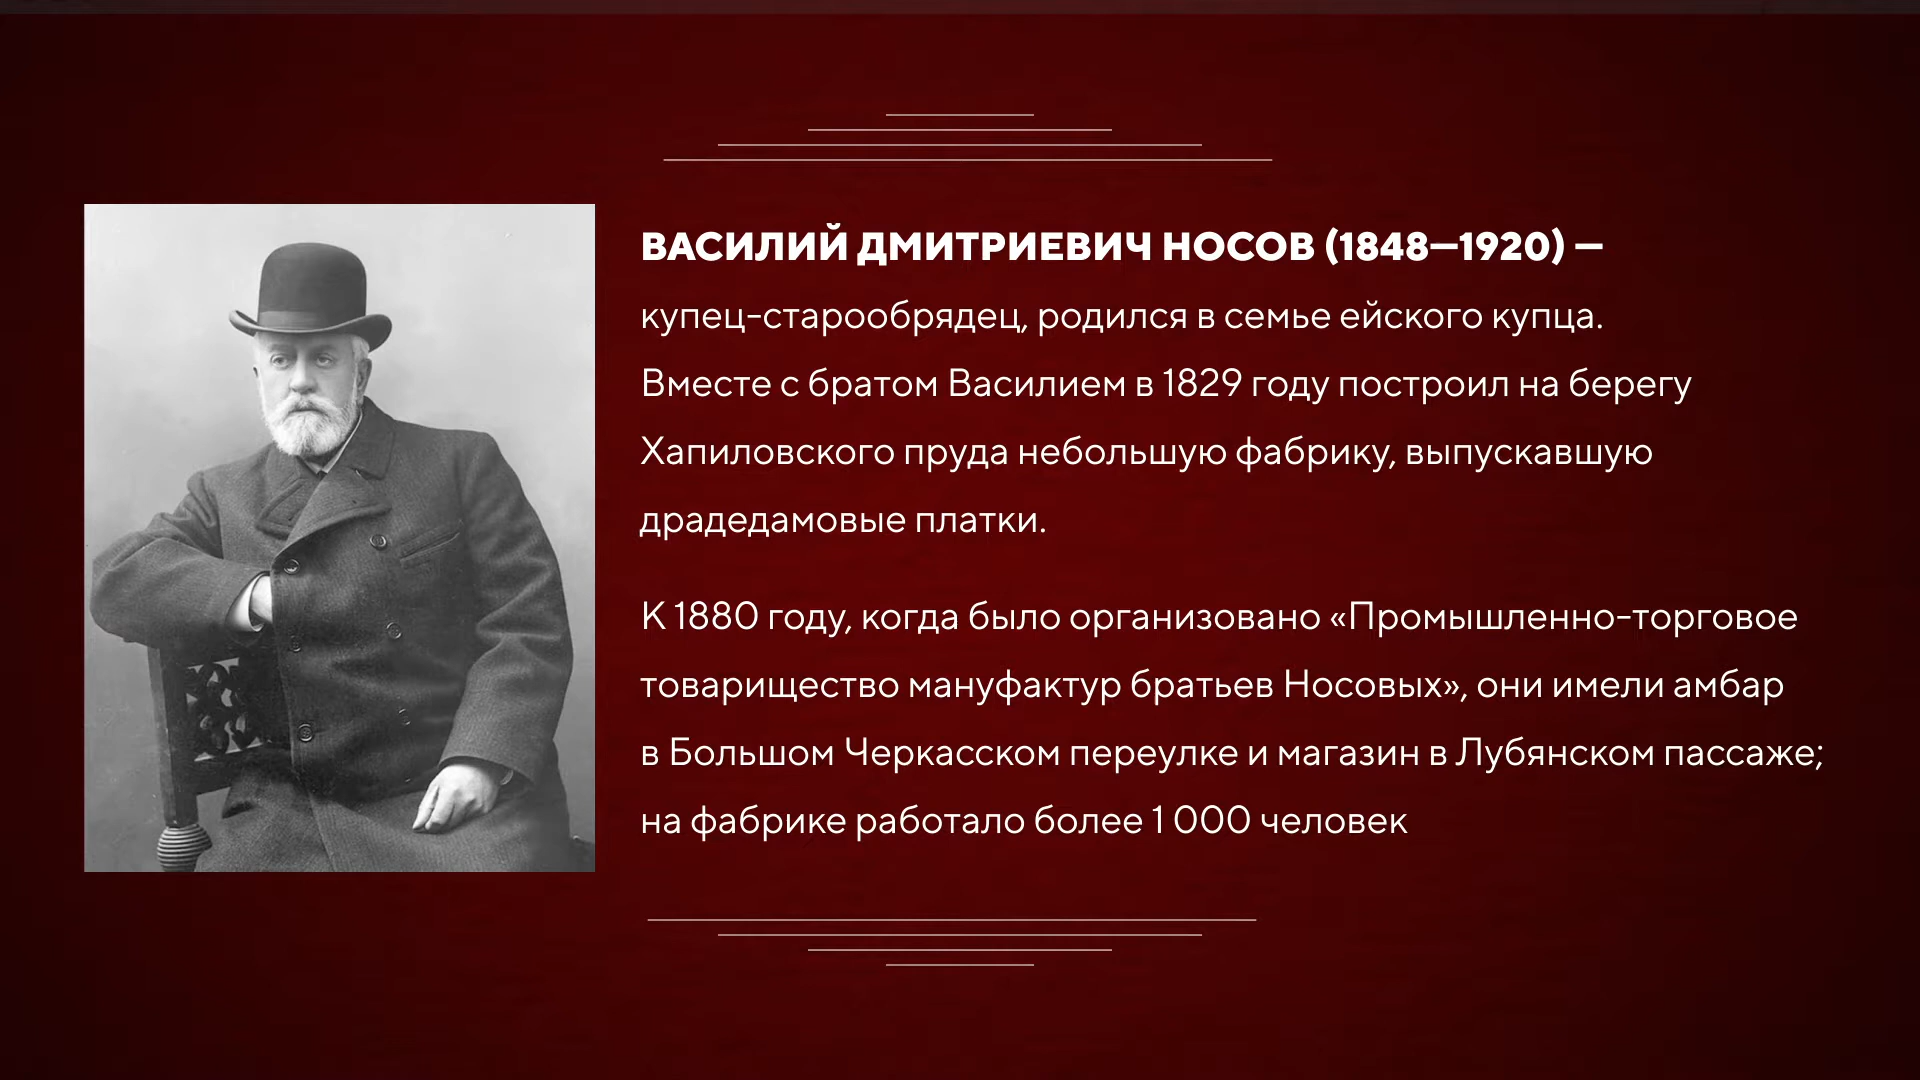 ВАСИЛИЙ ДМИТРИЕВИЧ НОСОВ (1848–1920) –
купец-старообрядец, родился в семье ейского купца.
Вместе с братом Василием в 1829 году построил на берегу
Хапиловского пруда небольшую фабрику, выпускавшую
драдедамовые платки.
К 1880 году, когда было организовано «Промышленно-торговое
товарищество мануфактур братьев Носовых», они имели амбар
в Большом Черкасском переулке и магазин в Лубянском пассаже;
на фабрике работало более 1 000 человек